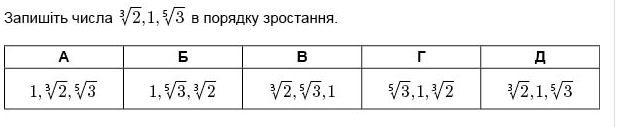 Запишіть числа ∛2,1,⁵√3 в порядку зростання.
А Б В Г Д
1,∛2,⁵√3 1,⁵√3,∛2 ∛2,⁵√3,1 ⁵√3,1,∛2 ∛2,1,⁵√3